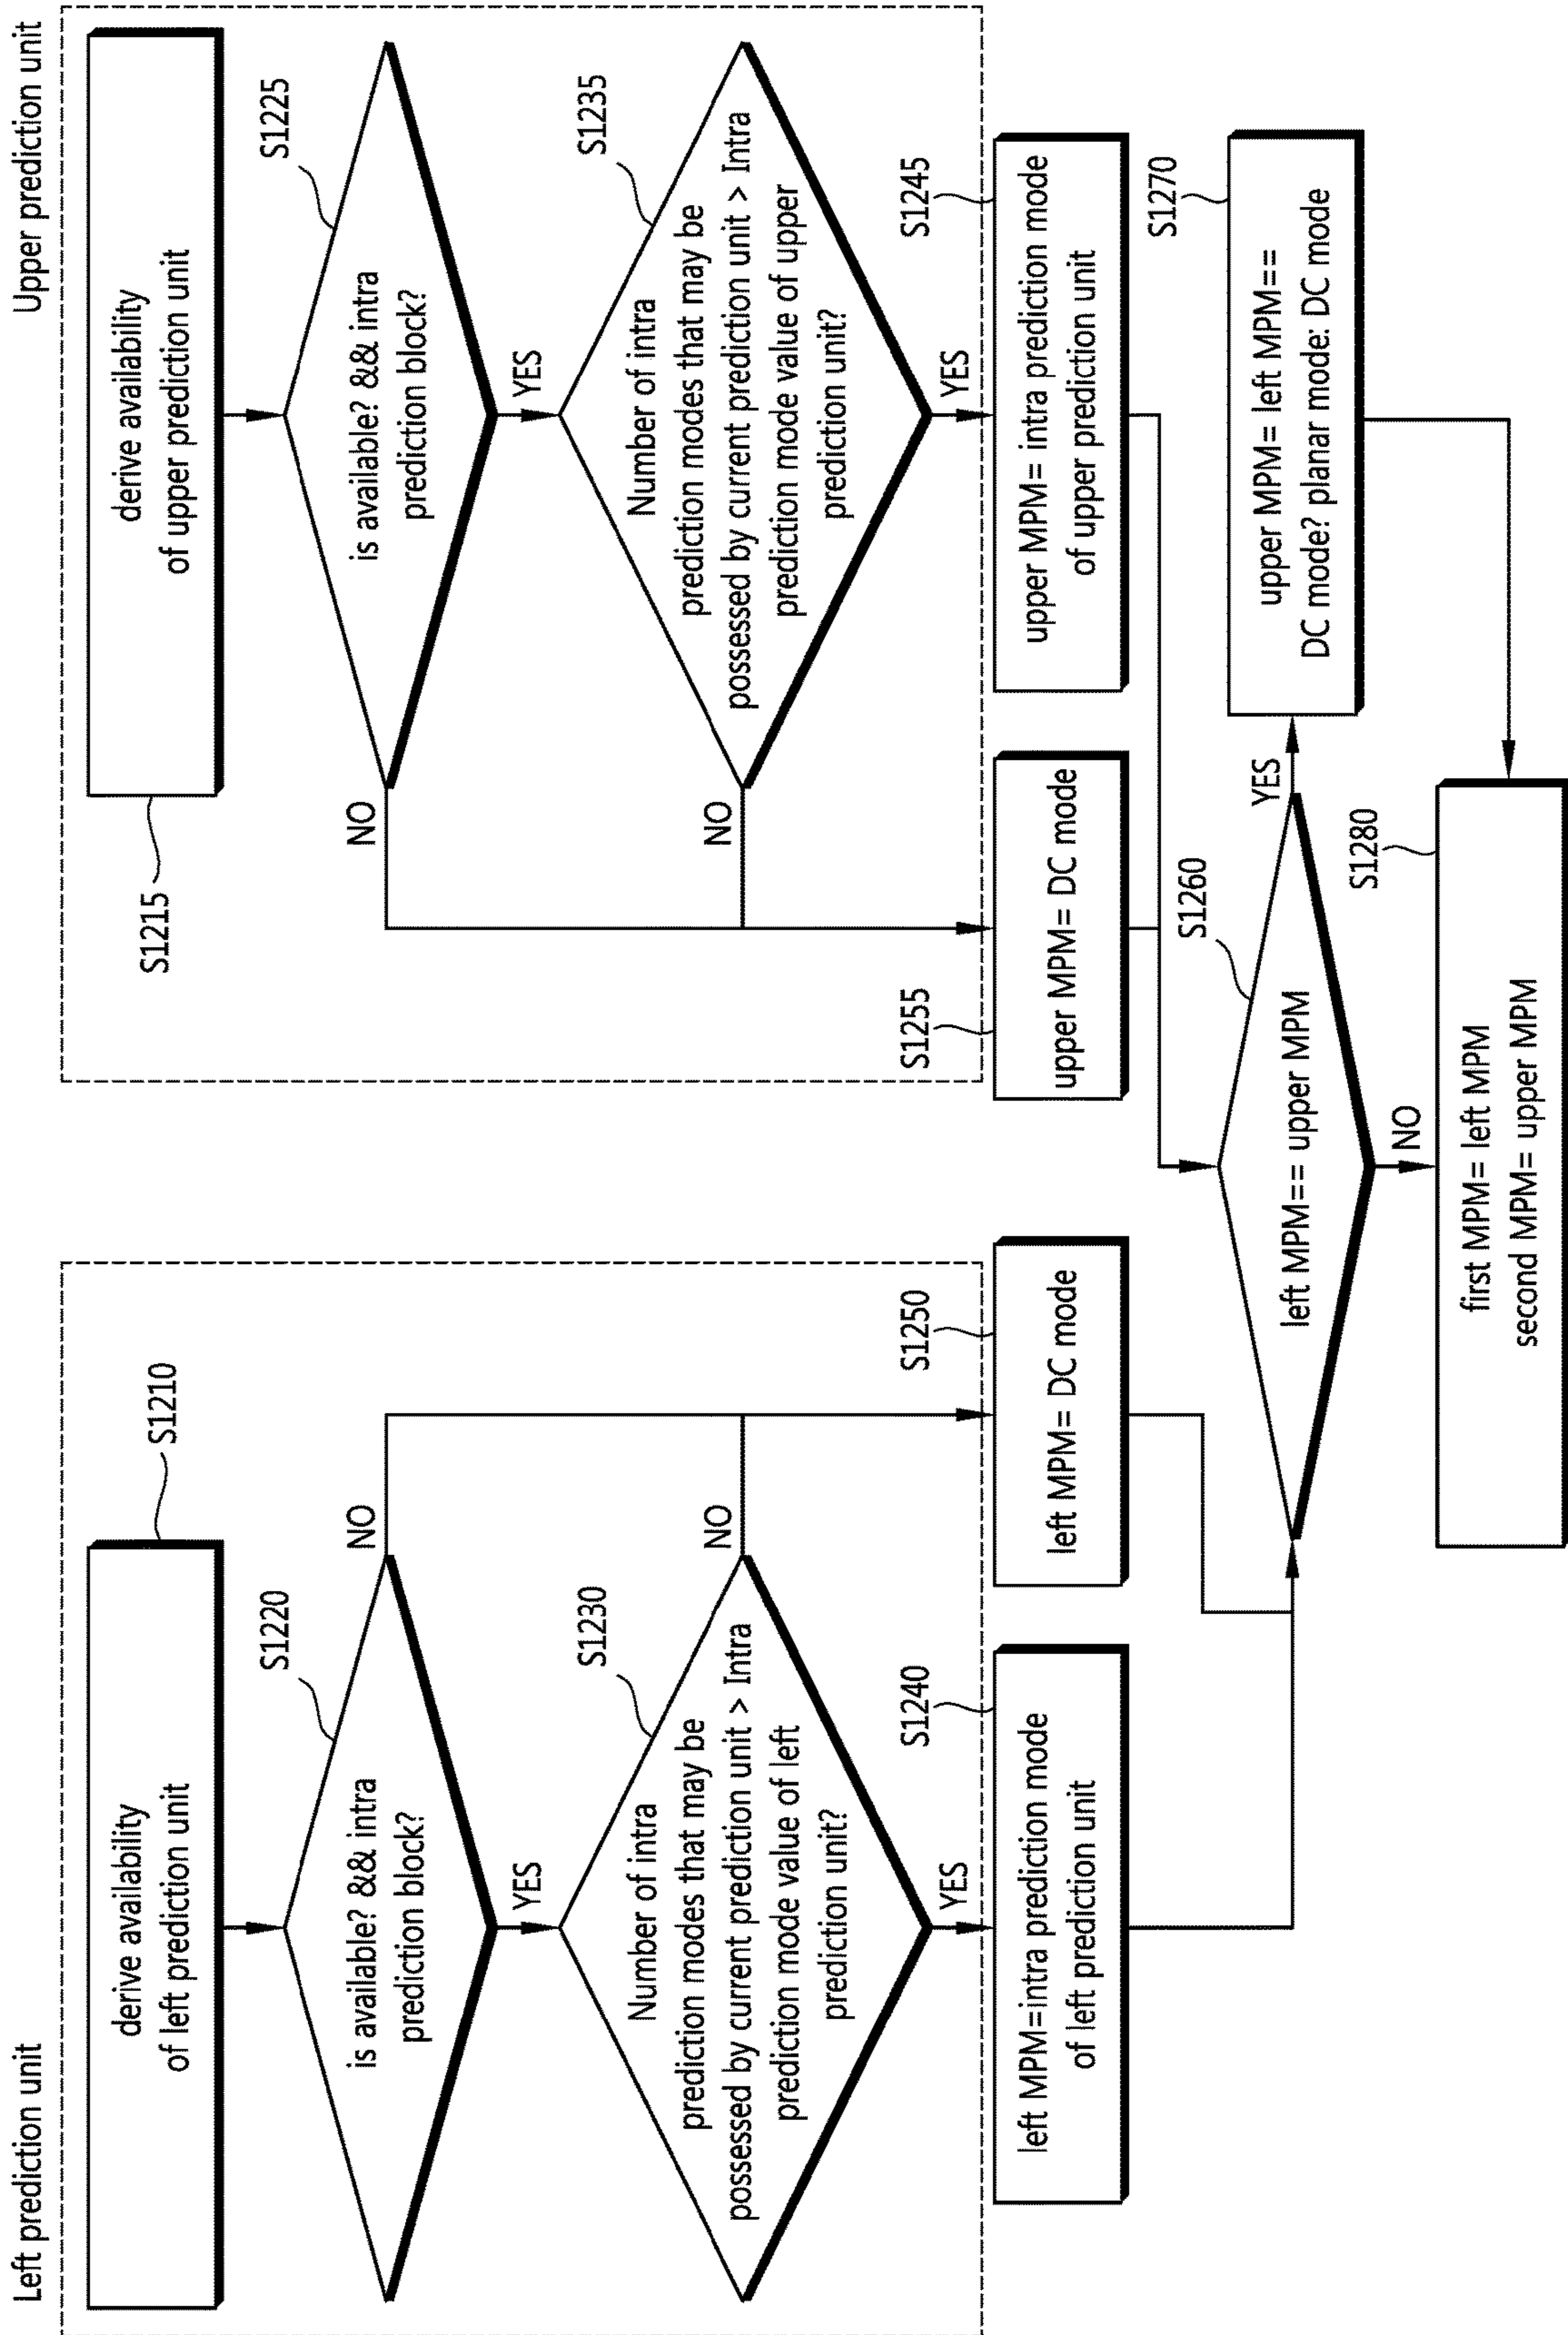 Left prediction unit
derive availability
of left prediction unit
S1210
is available? && intra
prediction block?
S1220
NO
YES
Number of intra
prediction modes that may be
possessed by current prediction unit > Intra
prediction mode value of left
prediction unit?
S1230
NO
YES
left MPM=intra prediction mode
of left prediction unit
S1240
left MPM= DC mode
S1250
Upper prediction unit
derive availability
of upper prediction unit
S1215
is available? && intra
prediction block?
S1225
NO
YES
Number of intra
prediction modes that may be
possessed by current prediction unit > Intra
prediction mode value of upper
prediction unit?
S1235
NO
YES
upper MPM= DC mode
S1255
upper MPM= intra prediction mode
of upper prediction unit
S1245
left MPM== upper MPM
S1260
YES
NO
upper MPM= left MPM==
DC mode? planar mode: DC mode
S1270
first MPM= left MPM
second MPM= upper MPM
S1280